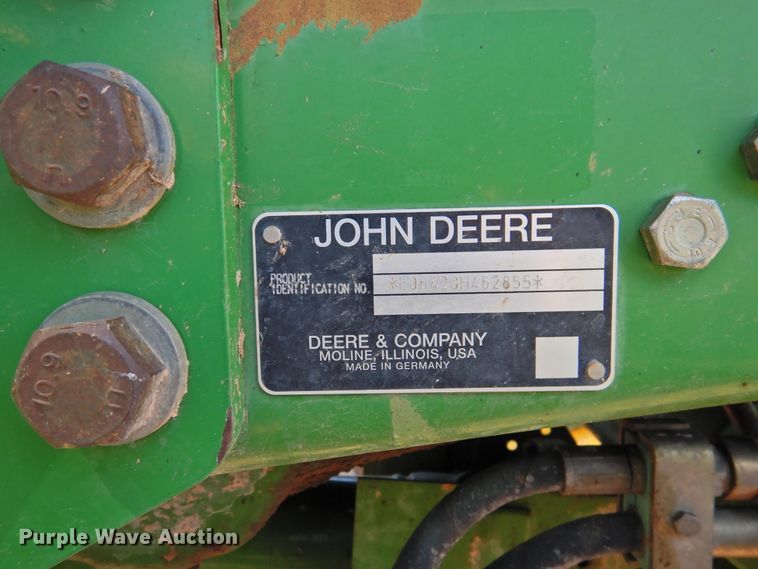 10.9
JOHN DEERE
PRODUCT
IDENTIFICATION NO.
*L06420H462855*
DEERE & COMPANY
MOLINE, ILLINOIS, USA
MADE IN GERMANY
10.9
Purple Wave Auction